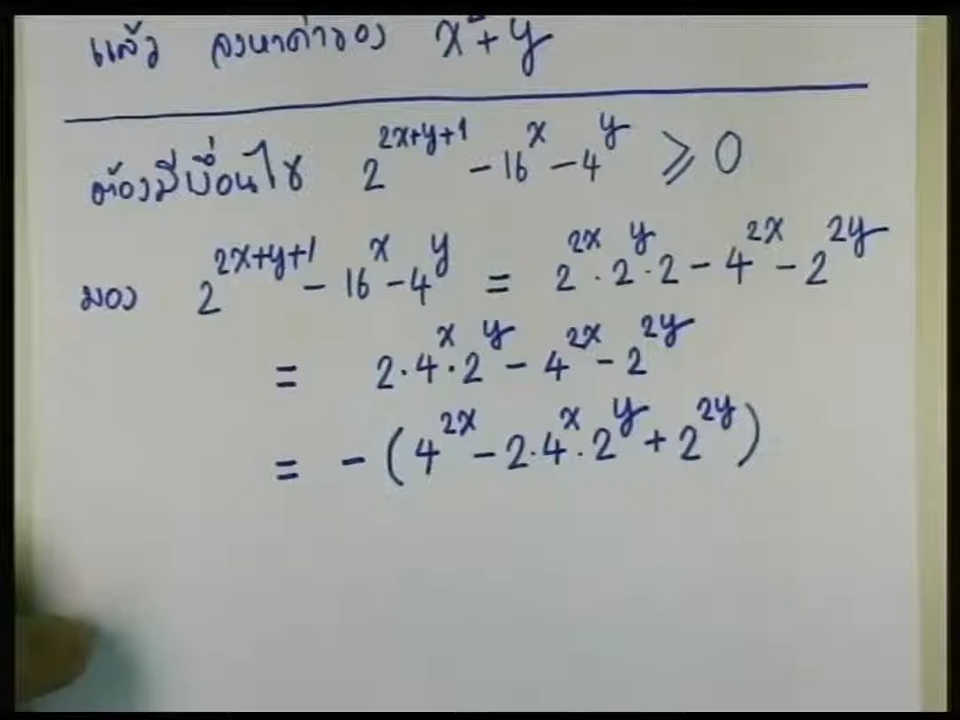 แล้ว จงหาค่าของ x²+y
ต้องมีเงื่อนไข 2^{2x+y+1} - 16^x - 4^y ⩾ 0
มอง 2^{2x+y+1} - 16^x - 4^y = 2^{2x}·2^y·2 - 4^{2x} - 2^{2y}
= 2·4^x·2^y - 4^{2x} - 2^{2y}
= -(4^{2x} - 2·4^x·2^y + 2^{2y})